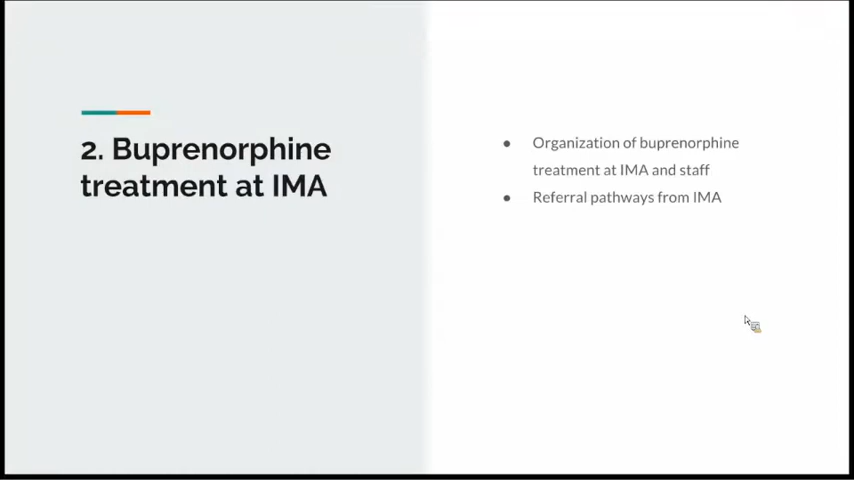 2. Buprenorphine
treatment at IMA
● Organization of buprenorphine
treatment at IMA and staff
● Referral pathways from IMA